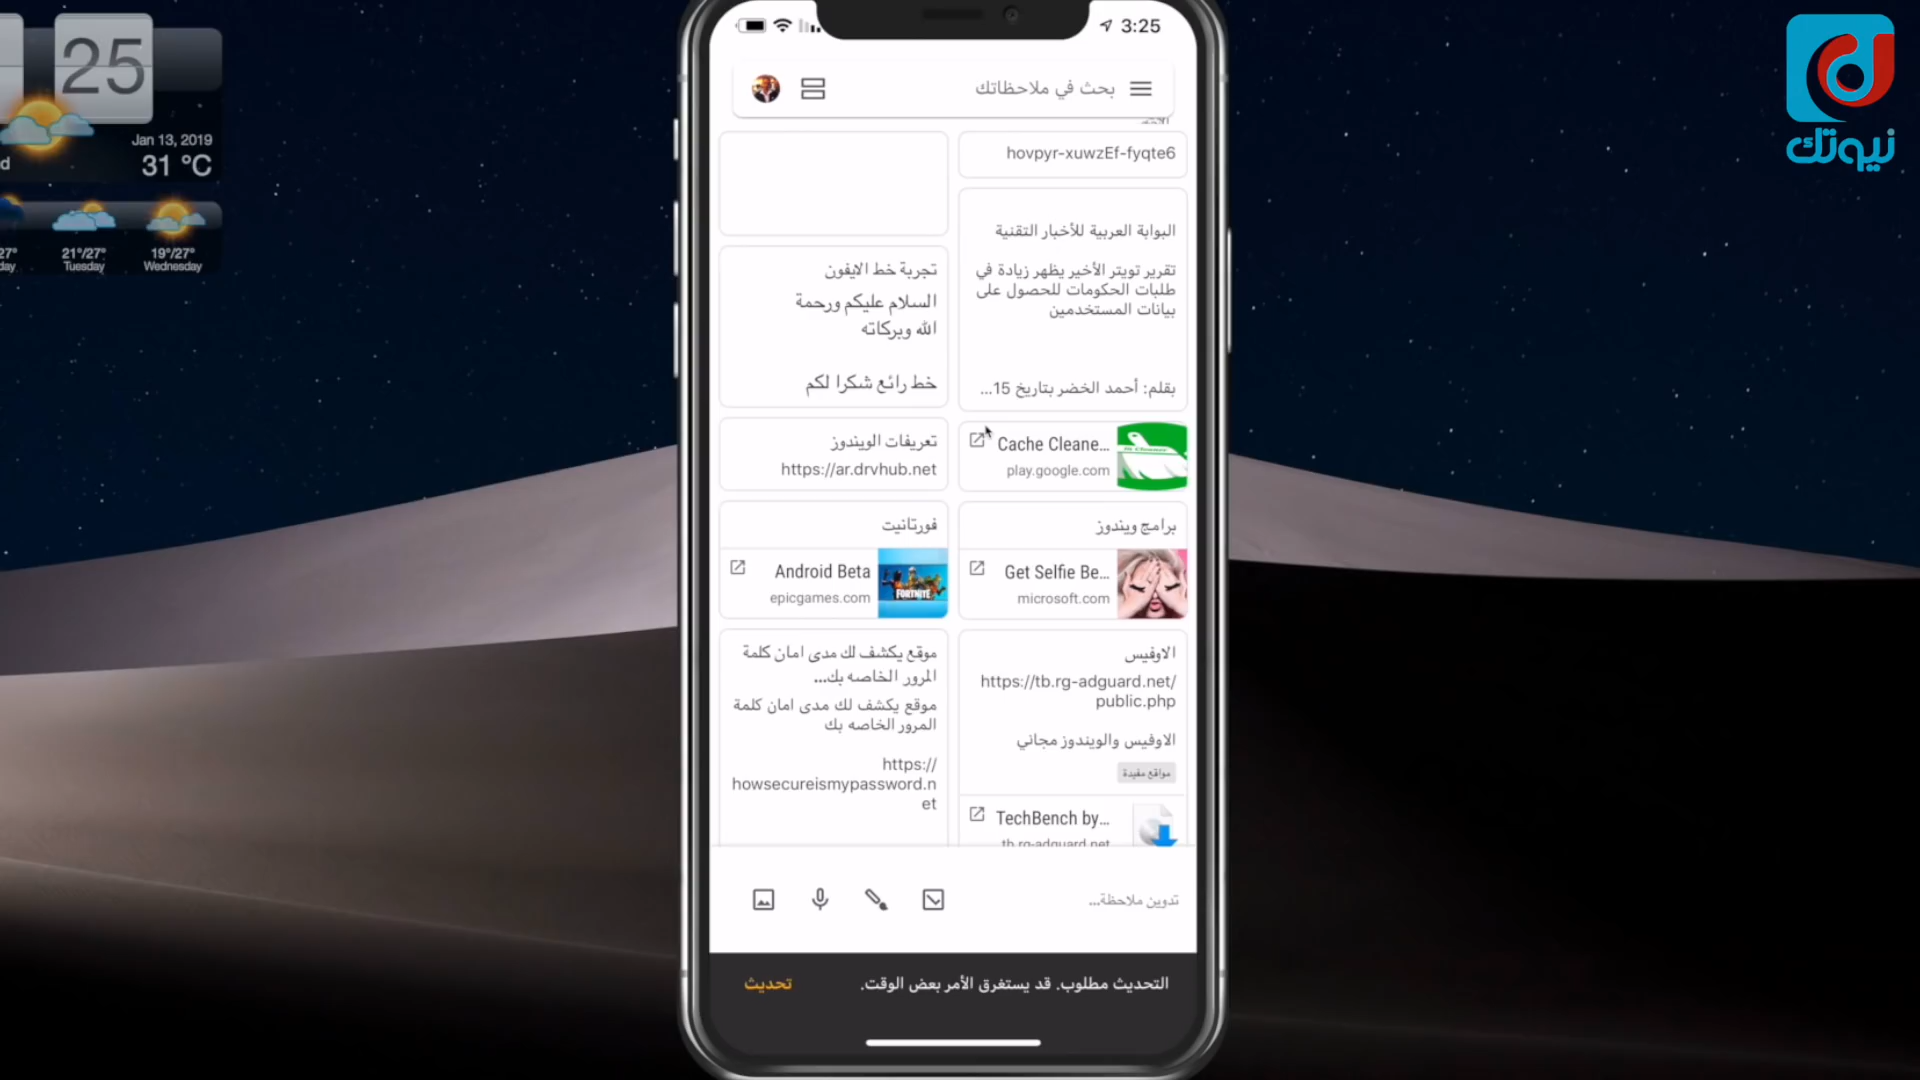 25
Jan 13, 2019
31 °C
21°/27°
19°/27°
Tuesday
Wednesday
نيوتك
3:25
بحث في ملاحظاتك
hovpyr-xuwzEf-fyqte6
البوابة العربية للأخبار التقنية
تقرير تويتر الأخير يظهر زيادة في
طلبات الحكومات للحصول على
بيانات المستخدمين
بقلم: أحمد الخضر بتاريخ 15...
Cache Cleane...
play.google.com
برامج ويندوز
Get Selfie Be...
microsoft.com
الاوفيس
https://tb.rg-adguard.net/
public.php
الاوفيس والويندوز مجاني
مواقع مفيدة
TechBench by...
tb.rg-adguard.net
تجربة خط الايفون
السلام عليكم ورحمة
الله وبركاته
خط رائع شكرا لكم
تعريفات الويندوز
https://ar.drvhub.net
فورتانيت
Android Beta
epicgames.com
FORTNITE
موقع يكشف لك مدى امان كلمة
المرور الخاصه بك...
موقع يكشف لك مدى امان كلمة
المرور الخاصه بك
https://
howsecureismypassword.n
et
تدوين ملاحظة...
التحديث مطلوب. قد يستغرق الأمر بعض الوقت.
تحديث